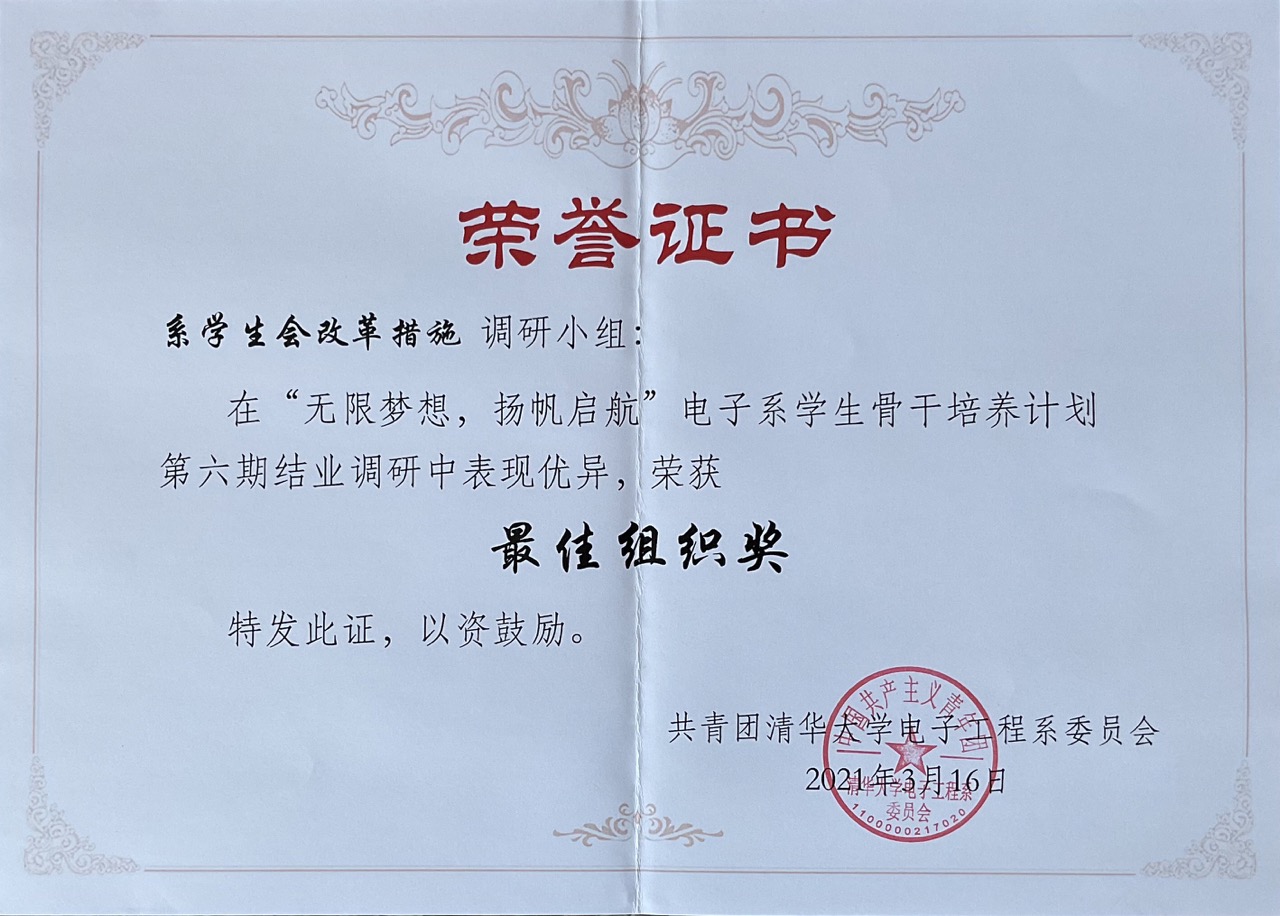 荣誉证书
系学生会改革措施 调研小组：
在“无限梦想，扬帆启航”电子系学生骨干培养计划
第六期结业调研中表现优异，荣获
最佳组织奖
特发此证，以资鼓励。
共青团清华大学电子工程系委员会
2021年3月16日
中国共产主义青年团
清华大学电子工程系
委员会
1100000217020